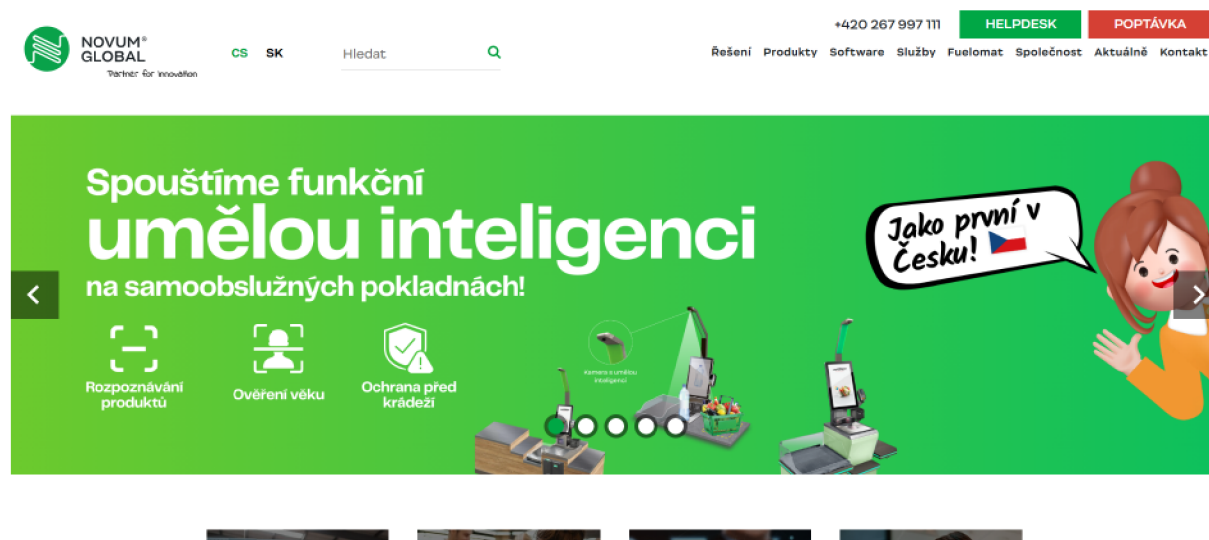 +420 267 997 111
HELPDESK
POPTÁVKA
NOVUM®
GLOBAL
Partner for innovation
CS SK
Hledat
Řešení Produkty Software Služby Fuelomat Společnost Aktuálně Kontakt
Spouštíme funkční
umělou inteligenci
na samoobslužných pokladnách!
Jako první v
Česku!
Rozpoznávání
produktů
Ověření věku
Ochrana před
krádeží
Kamera s umělou
inteligencí